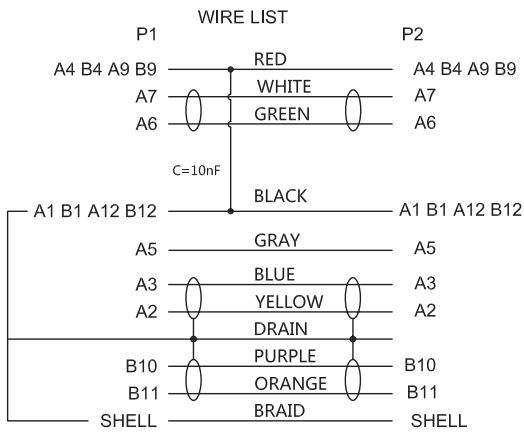 WIRE LIST
P1 P2
A4 B4 A9 B9 RED A4 B4 A9 B9
A7 WHITE A7
A6 GREEN A6
C=10nF
A1 B1 A12 B12 BLACK A1 B1 A12 B12
A5 GRAY A5
A3 BLUE A3
A2 YELLOW A2
DRAIN
B10 PURPLE B10
B11 ORANGE B11
SHELL BRAID SHELL